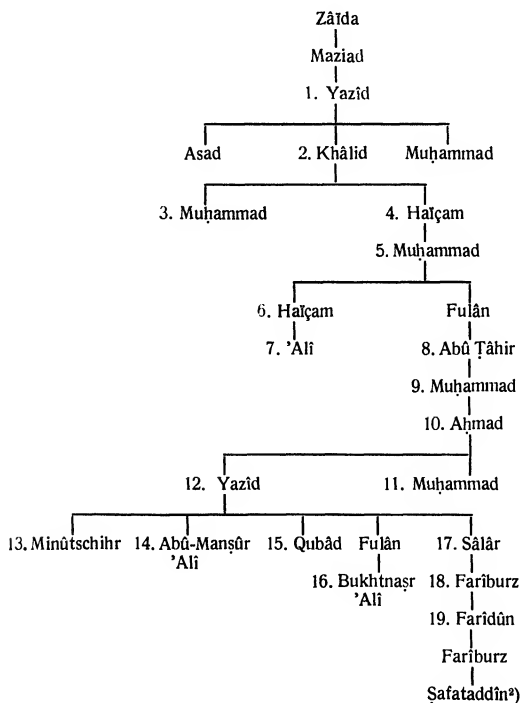 Zâïda
Maziad
1. Yazîd
Asad 2. Khâlid Muḥammad
3. Muḥammad 4. Haïçam
5. Muḥammad
6. Haïçam Fulân
7. 'Alî 8. Abû Ṭâhir
9. Muḥammad
10. Aḥmad
12. Yazîd 11. Muḥammad
13. Minûtschihr 14. Abû-Manṣûr 15. Qubâd Fulân 17. Sâlâr
'Alî 16. Bukhtnaṣr 18. Farîburz
'Alî
19. Farîdûn
Farîburz
Ṣafataddîn²)